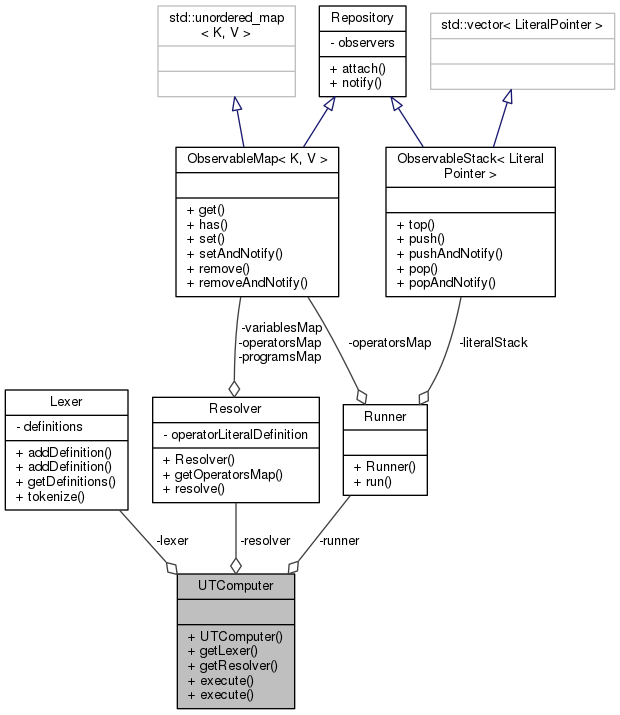 std::unordered_map
< K, V >
Repository
- observers
+ attach()
+ notify()
std::vector< LiteralPointer >
ObservableMap< K, V >
+ get()
+ has()
+ set()
+ setAndNotify()
+ remove()
+ removeAndNotify()
ObservableStack< Literal
Pointer >
+ top()
+ push()
+ pushAndNotify()
+ pop()
+ popAndNotify()
-variablesMap
-operatorsMap
-programsMap
-operatorsMap
-literalStack
Lexer
- definitions
+ addDefinition()
+ addDefinition()
+ getDefinitions()
+ tokenize()
Resolver
- operatorLiteralDefinition
+ Resolver()
+ getOperatorsMap()
+ resolve()
Runner
+ Runner()
+ run()
-lexer
-resolver
-runner
UTComputer
+ UTComputer()
+ getLexer()
+ getResolver()
+ execute()
+ execute()